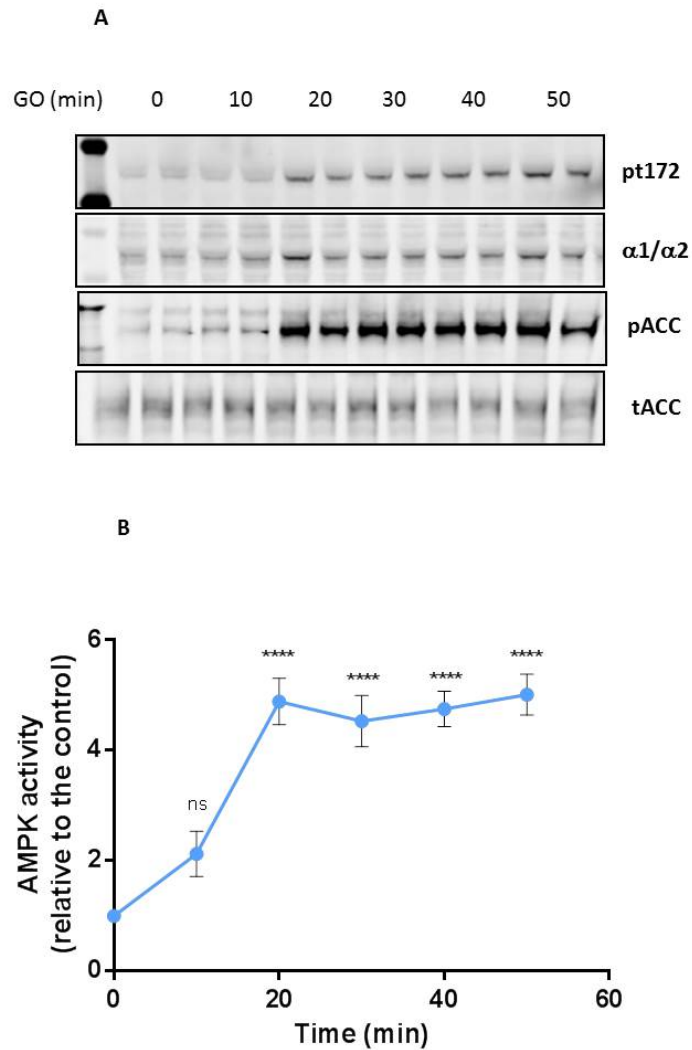 A
GO (min) 0 10 20 30 40 50
pt172
α1/α2
pACC
tACC
B
6
4
2
0
AMPK activity
(relative to the control)
ns
****
****
****
****
0 20 40 60
Time (min)